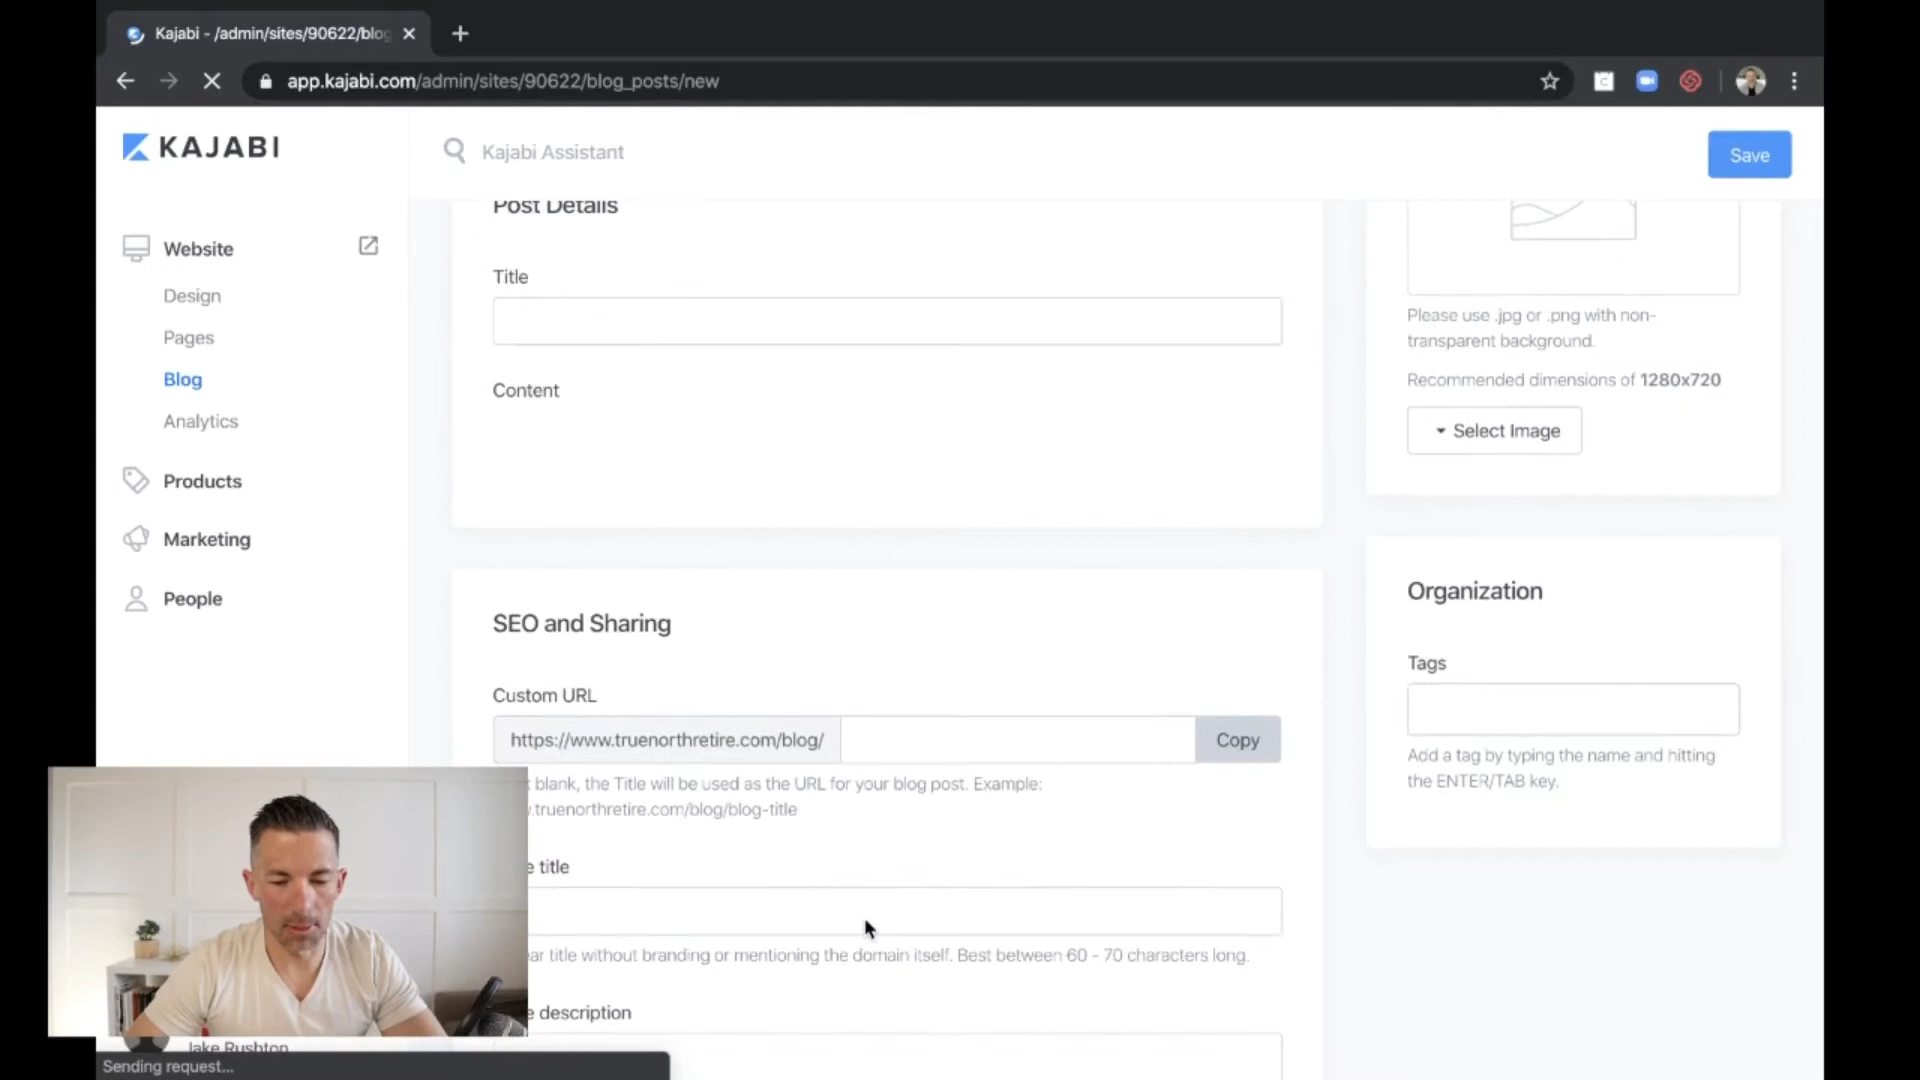 Kajabi - /admin/sites/90622/blog
app.kajabi.com/admin/sites/90622/blog_posts/new
KAJABI
Kajabi Assistant
Save
Website
Design
Pages
Blog
Analytics
Products
Marketing
People
Post Details
Title
Content
SEO and Sharing
Custom URL
https://www.truenorthretire.com/blog/
Copy
blank, the Title will be used as the URL for your blog post. Example:
.truenorthretire.com/blog/blog-title
title
title without branding or mentioning the domain itself. Best between 60 - 70 characters long.
description
Please use .jpg or .png with non-
transparent background.
Recommended dimensions of 1280x720
Select Image
Organization
Tags
Add a tag by typing the name and hitting
the ENTER/TAB key.
Jake Rushton
Sending request...